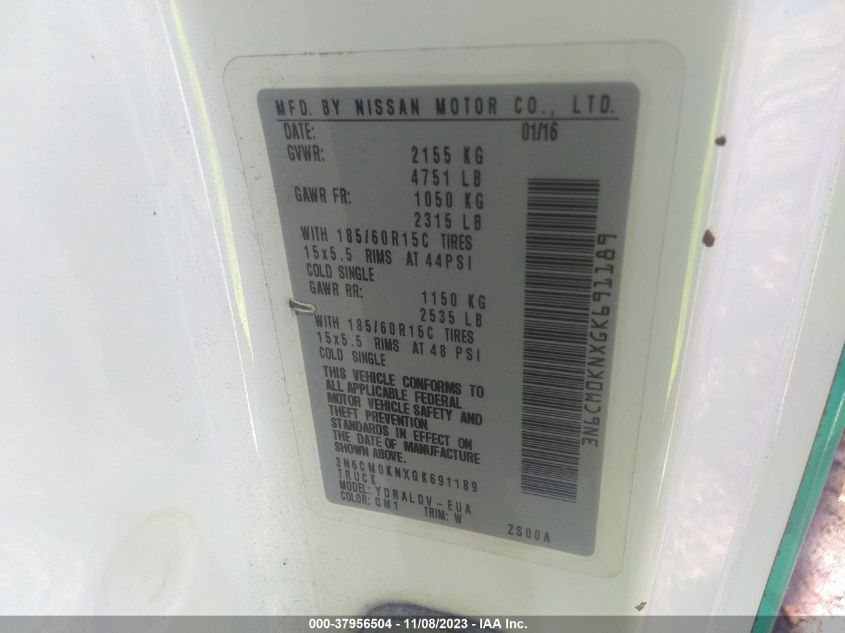 MFD. BY NISSAN MOTOR CO., LTD.
DATE: 01/16
GVWR: 2155 KG
4751 LB
GAWR FR: 1050 KG
2315 LB
WITH 185/60R15C TIRES
15x5.5 RIMS AT 44PSI
COLD SINGLE
GAWR RR: 1150 KG
2535 LB
WITH 185/60R15C TIRES
15x5.5 RIMS AT 48 PSI
COLD SINGLE
THIS VEHICLE CONFORMS TO
ALL APPLICABLE FEDERAL
MOTOR VEHICLE SAFETY AND
THEFT PREVENTION
STANDARDS IN EFFECT ON
THE DATE OF MANUFACTURE
SHOWN ABOVE.
3N6CM0KNXGK691189
TRUCK
MODEL: YDRALDV-EUA
COLOR: QM1 TRIM: W
ZS00A
3N6CM0KNXGK691189
000-37956504 - 11/08/2023 - IAA Inc.